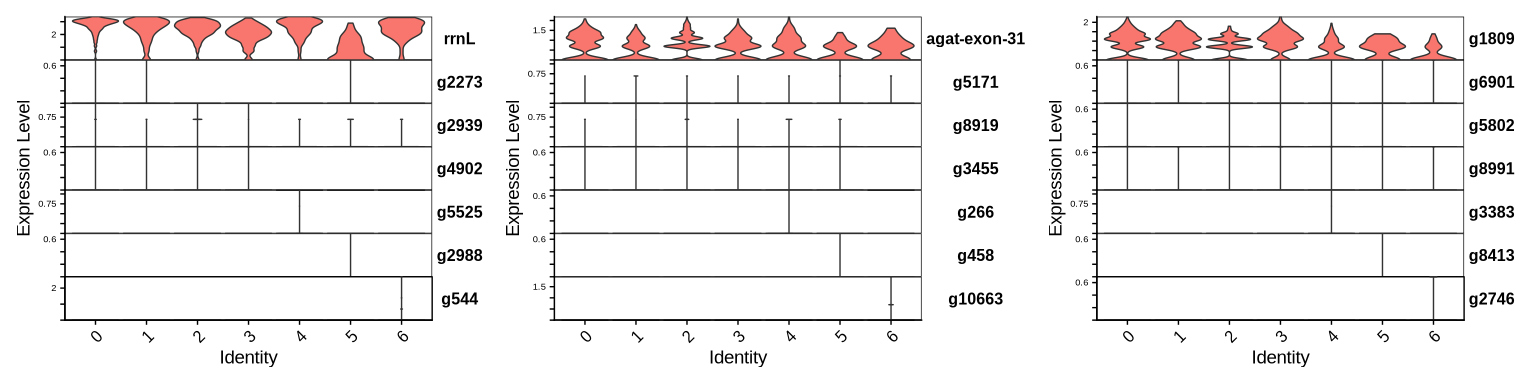 Expression Level
2
rrnL
0.6
g2273
0.75
g2939
0.6
g4902
0.75
g5525
0.6
g2988
2
g544
0 1 2 3 4 5 6
Identity
Expression Level
1.5
agat-exon-31
0.75
g5171
0.75
g8919
0.6
g3455
0.6
g266
0.6
g458
1.5
g10663
0 1 2 3 4 5 6
Identity
Expression Level
2
g1809
0.6
g6901
0.6
g5802
0.6
g8991
0.75
g3383
0.6
g8413
0.6
g2746
0 1 2 3 4 5 6
Identity